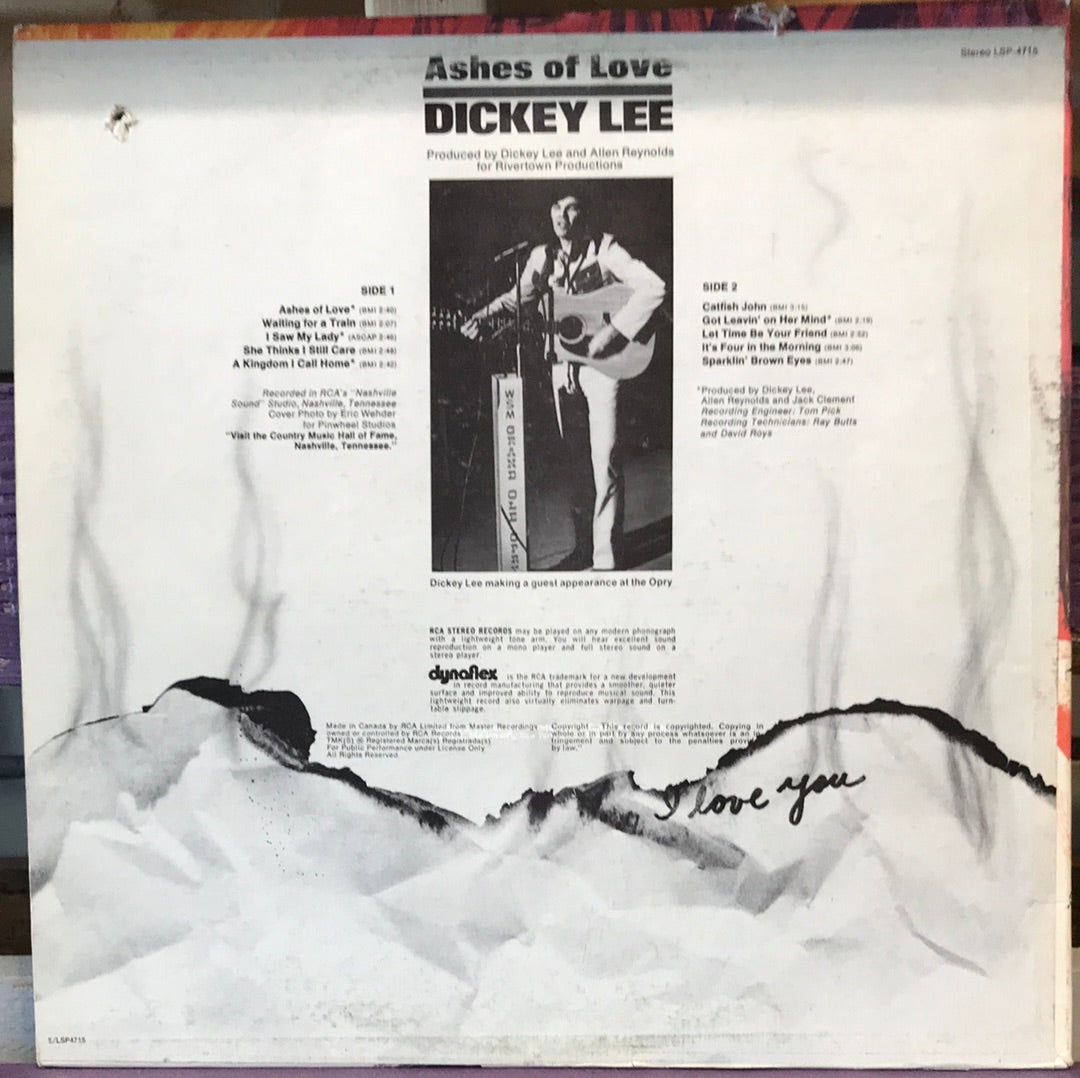 Stereo LSP-4715
Ashes of Love
DICKEY LEE
Produced by Dickey Lee and Allen Reynolds
for Rivertown Productions
SIDE 1
Ashes of Love* (BMI 2:40)
Waiting for a Train (BMI 2:07)
I Saw My Lady* (ASCAP 2:46)
She Thinks I Still Care (BMI 2:48)
A Kingdom I Call Home* (BMI 2:42)
Recorded in RCA's "Nashville
Sound" Studio, Nashville, Tennessee
Cover Photo by Eric Wehder
for Pinwheel Studios
"Visit the Country Music Hall of Fame,
Nashville, Tennessee."
WSM GRAND OLE OPRY
SIDE 2
Catfish John (BMI 3:15)
Got Leavin' on Her Mind* (BMI 2:19)
Let Time Be Your Friend (BMI 2:52)
It's Four in the Morning (BMI 3:06)
Sparklin' Brown Eyes (BMI 2:47)
*Produced by Dickey Lee,
Allen Reynolds and Jack Clement
Recording Engineer: Tom Pick
Recording Technicians: Ray Butts
and David Roys
Dickey Lee making a guest appearance at the Opry
RCA STEREO RECORDS may be played on any modern phonograph
with a lightweight tone arm. You will hear excellent sound
reproduction on a mono player and full stereo sound on a
stereo player.
dynaflex is the RCA trademark for a new development
in record manufacturing that provides a smoother, quieter
surface and improved ability to reproduce musical sound. This
lightweight record also virtually eliminates warpage and turn-
table slippage.
Made in Canada by RCA Limited from Master Recordings
owned or controlled by RCA Records
TMK(S) ® Registered Marca(s) Registrada(s)
For Public Performance under License Only
All Rights Reserved
Copyright - This record is copyrighted. Copying in
whole or in part by any process whatsoever is an in-
fringement and subject to the penalties provi
by law."
I love you
S/LSP4715